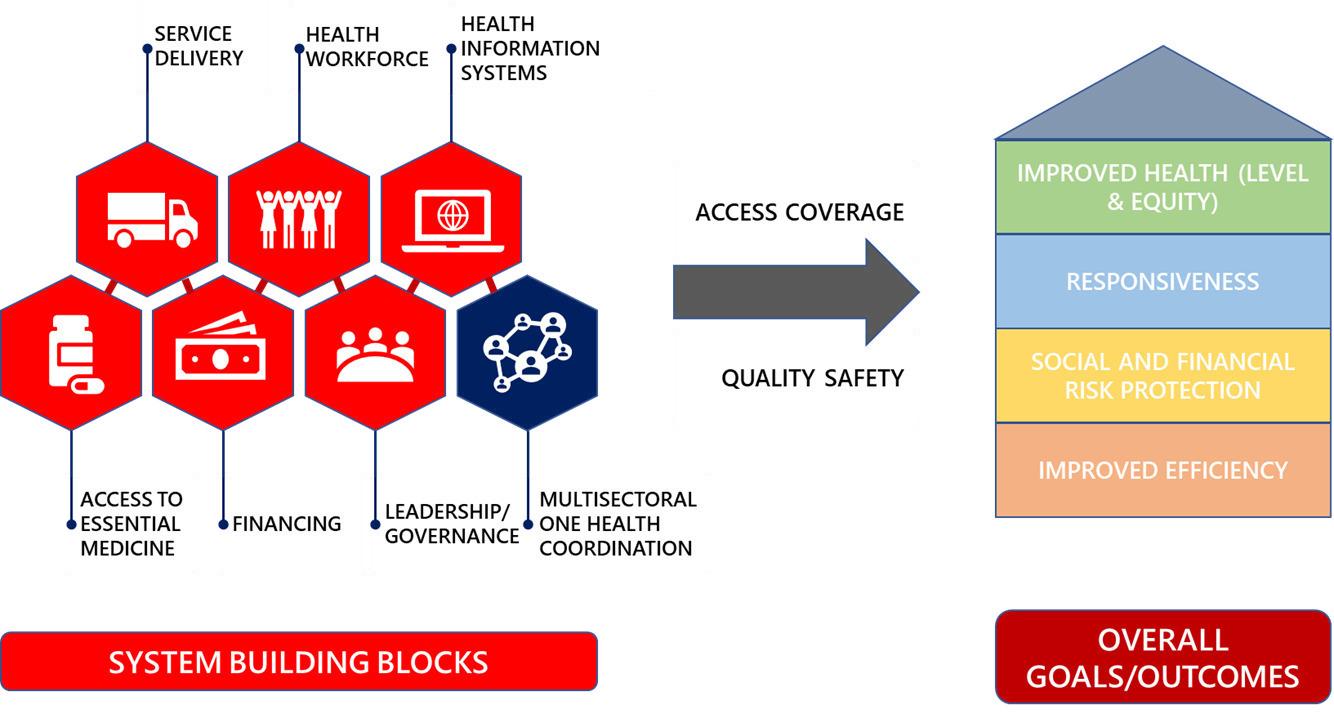 SERVICE
DELIVERY
HEALTH
WORKFORCE
HEALTH
INFORMATION
SYSTEMS
ACCESS TO
ESSENTIAL
MEDICINE
FINANCING
LEADERSHIP/
GOVERNANCE
MULTISECTORAL
ONE HEALTH
COORDINATION
SYSTEM BUILDING BLOCKS
ACCESS COVERAGE
QUALITY SAFETY
IMPROVED HEALTH (LEVEL
& EQUITY)
RESPONSIVENESS
SOCIAL AND FINANCIAL
RISK PROTECTION
IMPROVED EFFICIENCY
OVERALL
GOALS/OUTCOMES